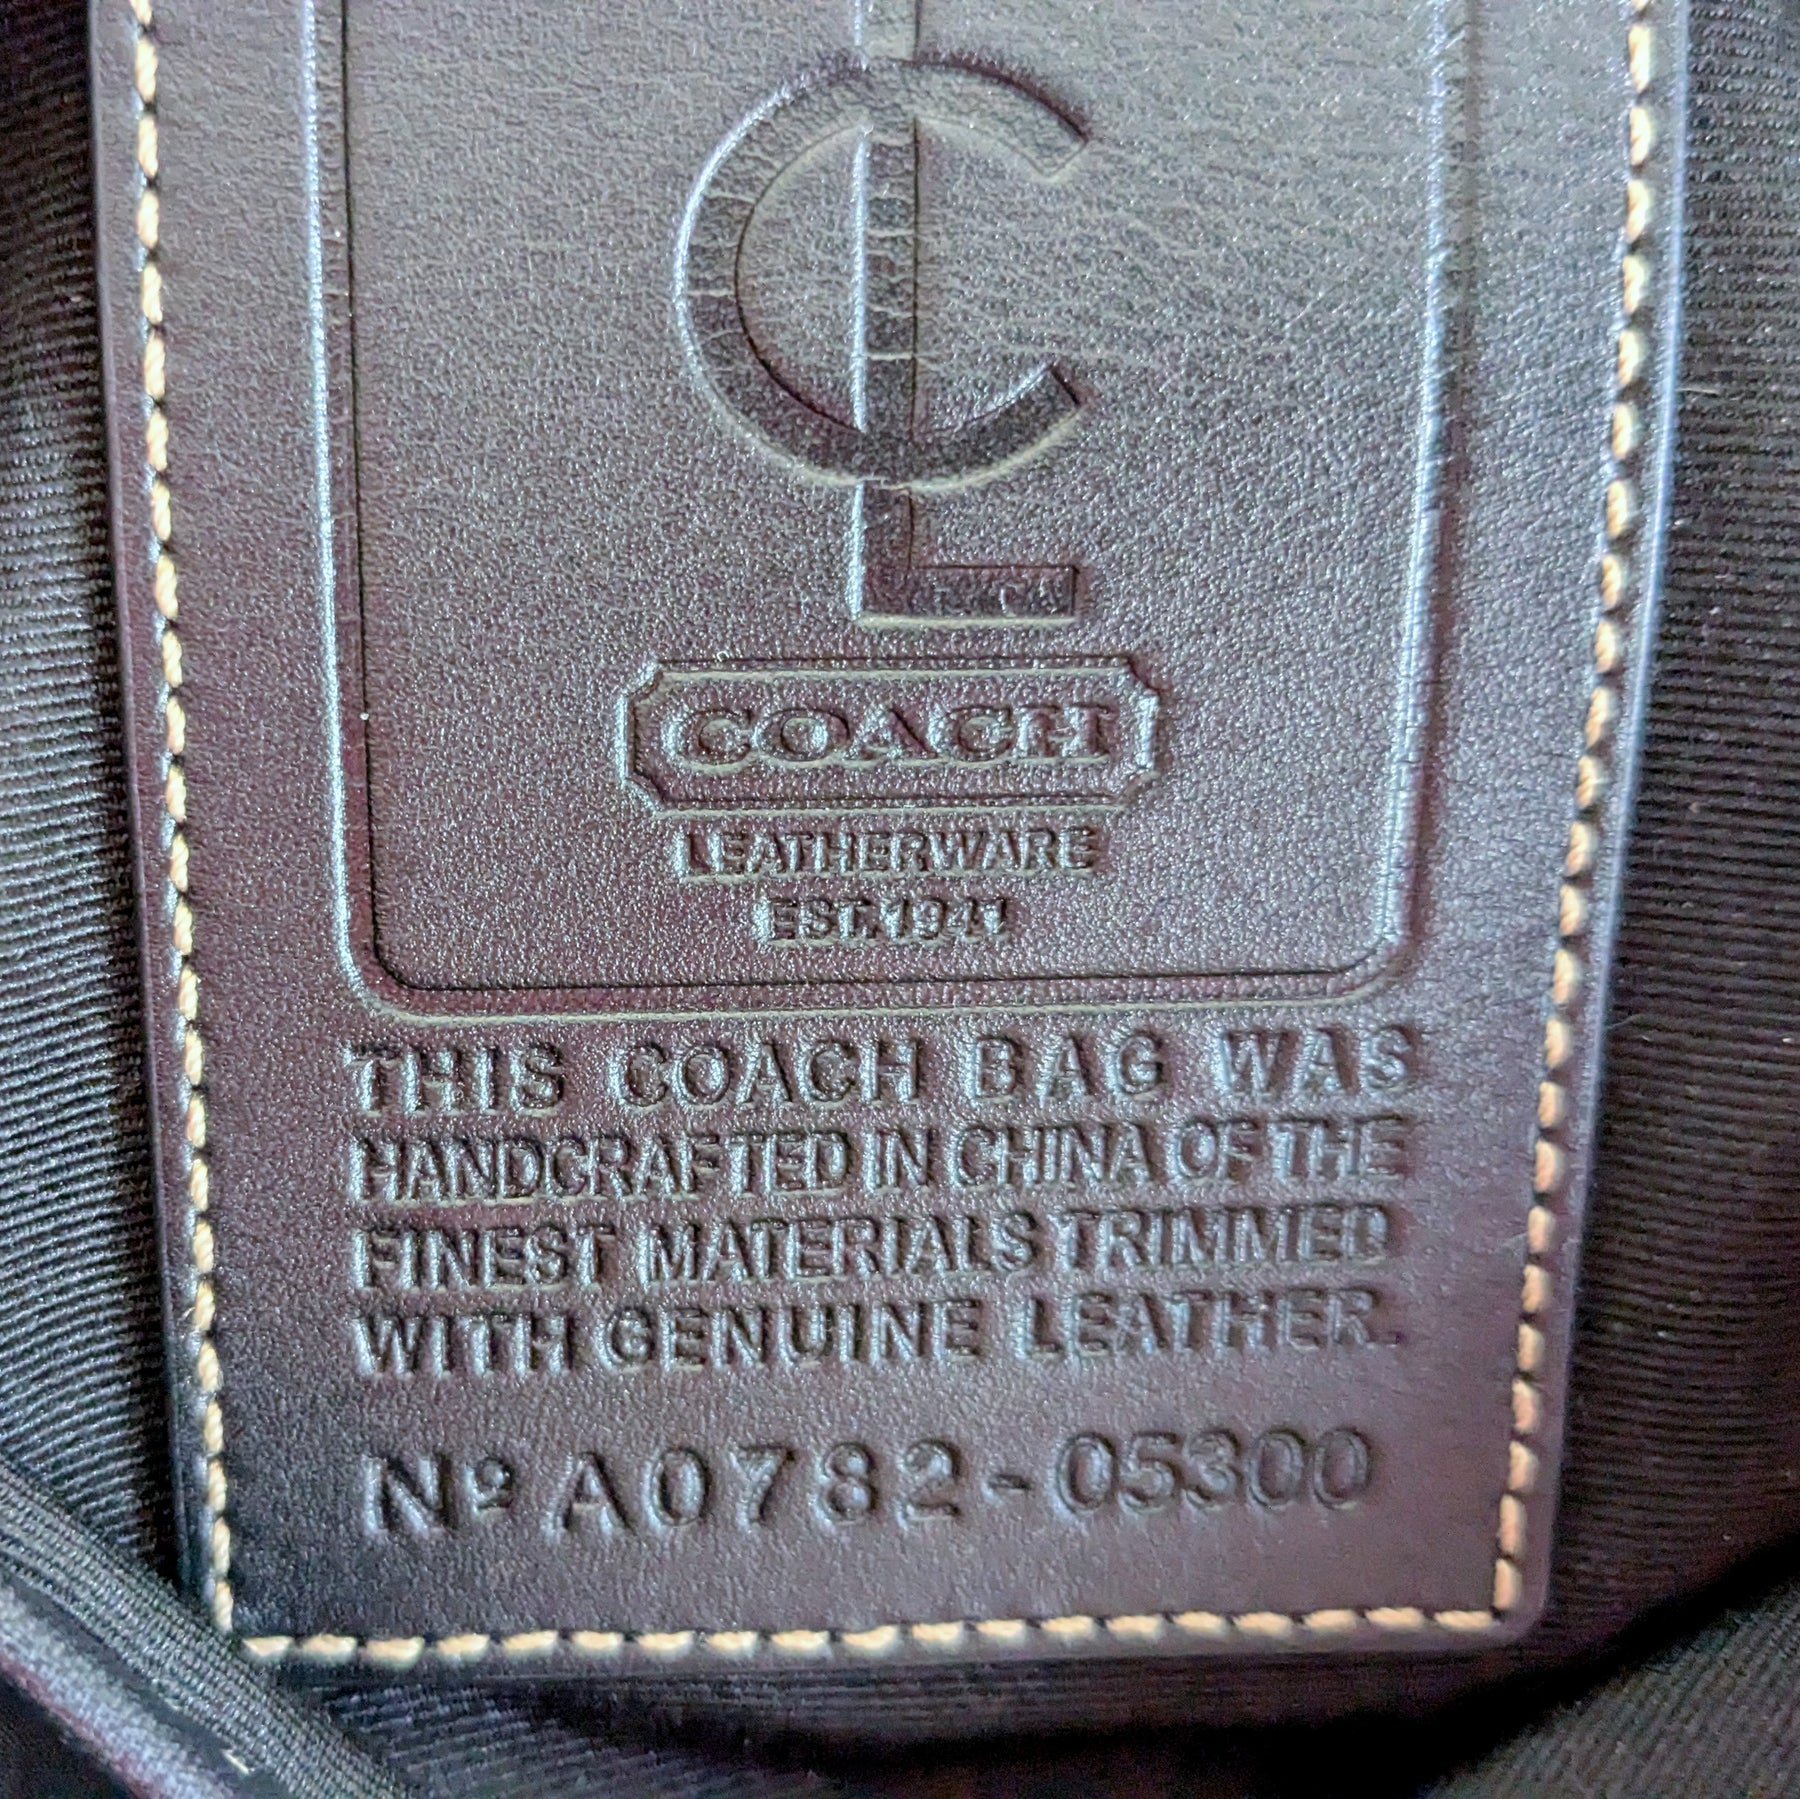 CL
COACH
LEATHERWARE
EST. 1941
THIS COACH BAG WAS
HANDCRAFTED IN CHINA OF THE
FINEST MATERIALS TRIMMED
WITH GENUINE LEATHER.
Nº A0782-05300